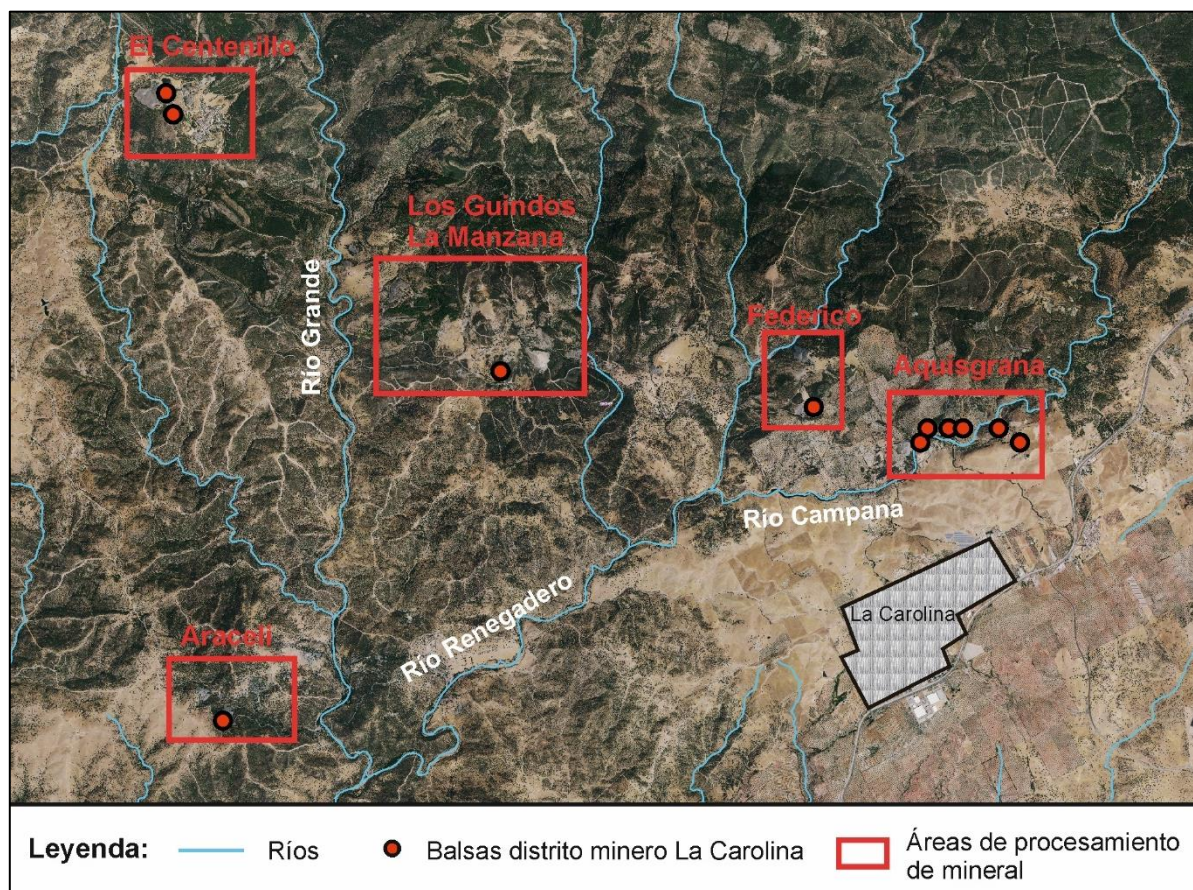 El Centenillo
Los Guindos
La Manzana
Río Grande
Federico
Aquisgrana
Río Campana
Río Renegadero
La Carolina
Araceli
Leyenda:
Ríos
Balsas distrito minero La Carolina
Áreas de procesamiento
de mineral